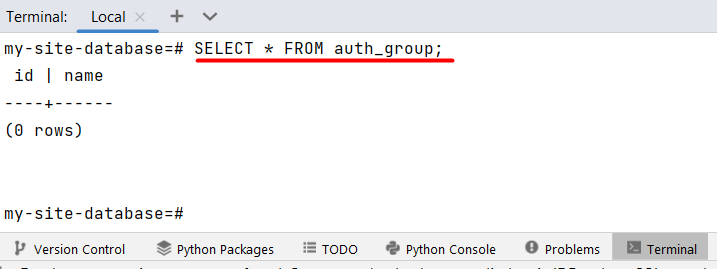 Terminal: Local × + 
my-site-database=# SELECT * FROM auth_group;
 id | name
----+------
(0 rows)
my-site-database=#
Version Control Python Packages TODO Python Console Problems Terminal